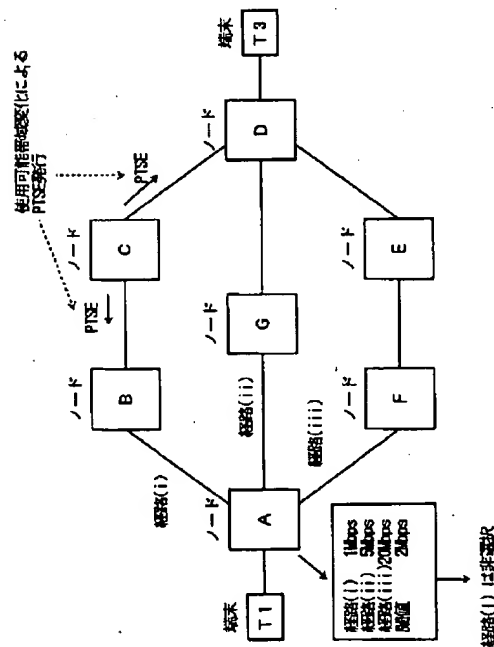 使用可能帯域変化による
PTSE発行
端末
T3
ノード
D
PTSE
ノード
C
PTSE
ノード
B
ノード
G
ノード
E
ノード
F
経路(i)
経路(ii)
経路(iii)
ノード
A
端末
T1
経路(i) 1Mbps
経路(ii) 5Mbps
経路(iii) 20Mbps
閾値 2Mbps
経路(i)は非選択